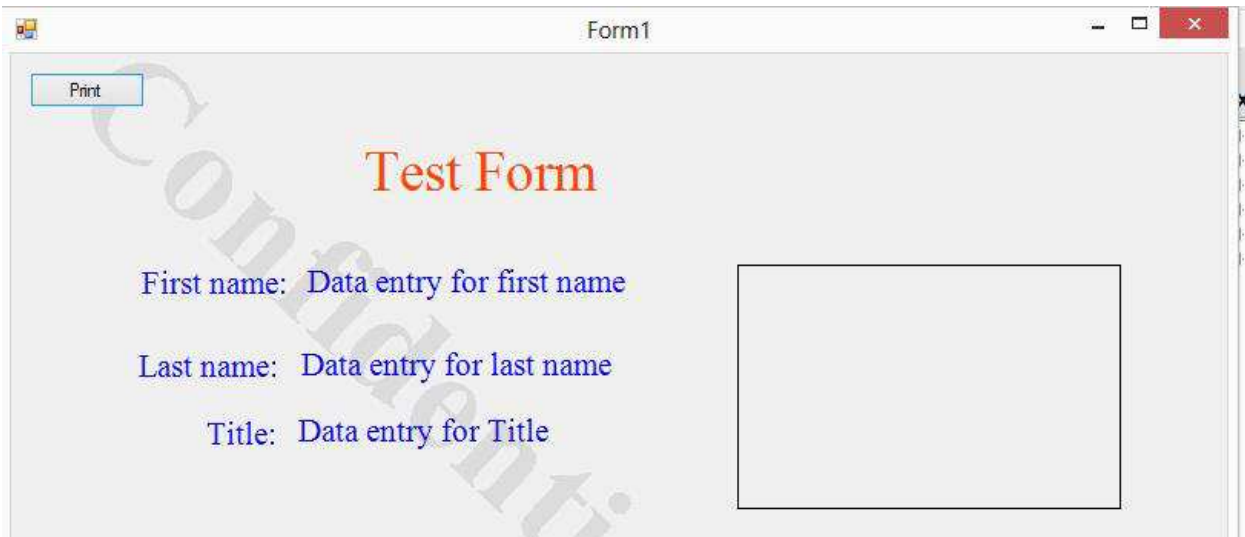 Form1
Print
Test Form
First name: Data entry for first name
Last name: Data entry for last name
Title: Data entry for Title
Confidenti